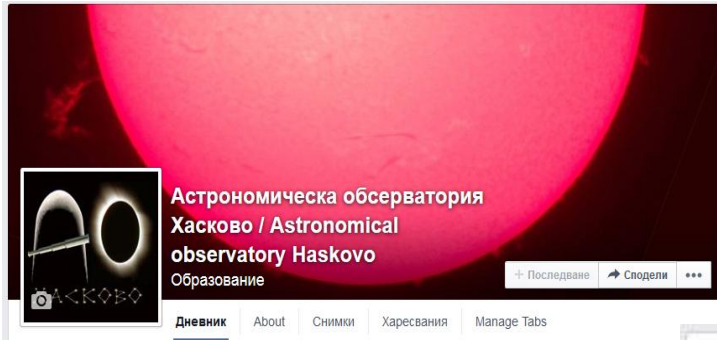 Астрономическа обсерватория
Хасково / Astronomical
observatory Haskovo
Образование
АО
ХАСКОВО
+ Последване
Сподели
Дневник About Снимки Харесвания Manage Tabs